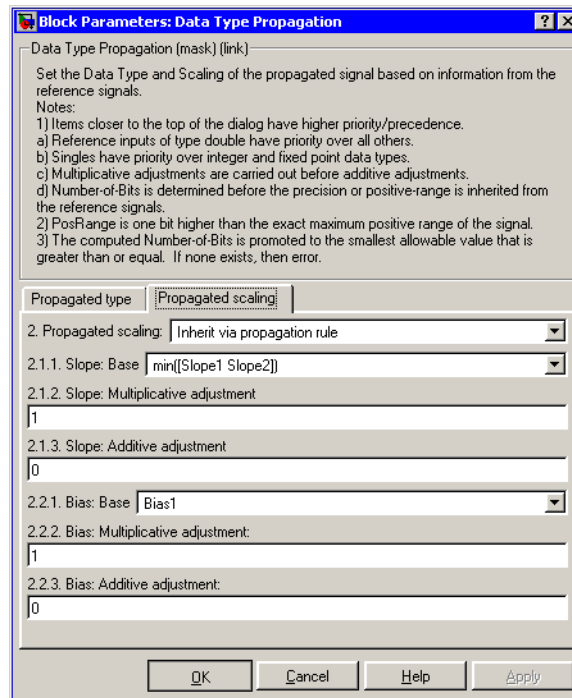 Block Parameters: Data Type Propagation
Data Type Propagation (mask) (link)
Set the Data Type and Scaling of the propagated signal based on information from the
reference signals.
Notes:
1) Items closer to the top of the dialog have higher priority/precedence.
a) Reference inputs of type double have priority over all others.
b) Singles have priority over integer and fixed point data types.
c) Multiplicative adjustments are carried out before additive adjustments.
d) Number-of-Bits is determined before the precision or positive-range is inherited from
the reference signals.
2) PosRange is one bit higher than the exact maximum positive range of the signal.
3) The computed Number-of-Bits is promoted to the smallest allowable value that is
greater than or equal. If none exists, then error.
Propagated type Propagated scaling
2. Propagated scaling: Inherit via propagation rule
2.1.1. Slope: Base min([Slope1 Slope2])
2.1.2. Slope: Multiplicative adjustment
1
2.1.3. Slope: Additive adjustment
0
2.2.1. Bias: Base Bias1
2.2.2. Bias: Multiplicative adjustment:
1
2.2.3. Bias: Additive adjustment:
0
OK Cancel Help Apply